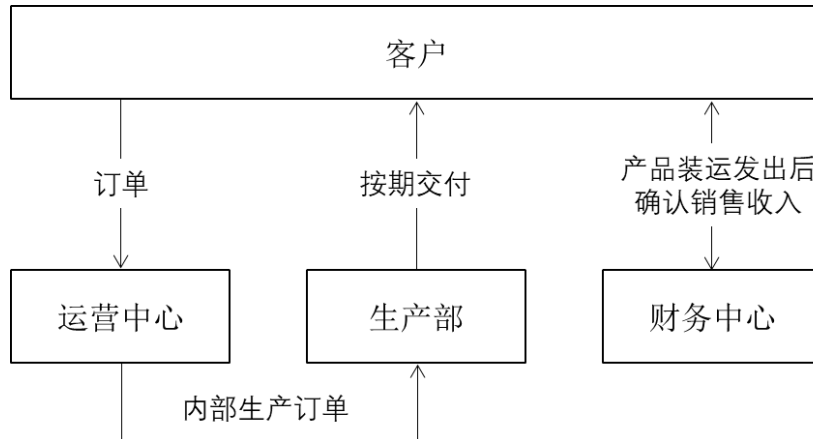 客户
订单
按期交付
产品装运发出后
确认销售收入
运营中心
生产部
财务中心
内部生产订单